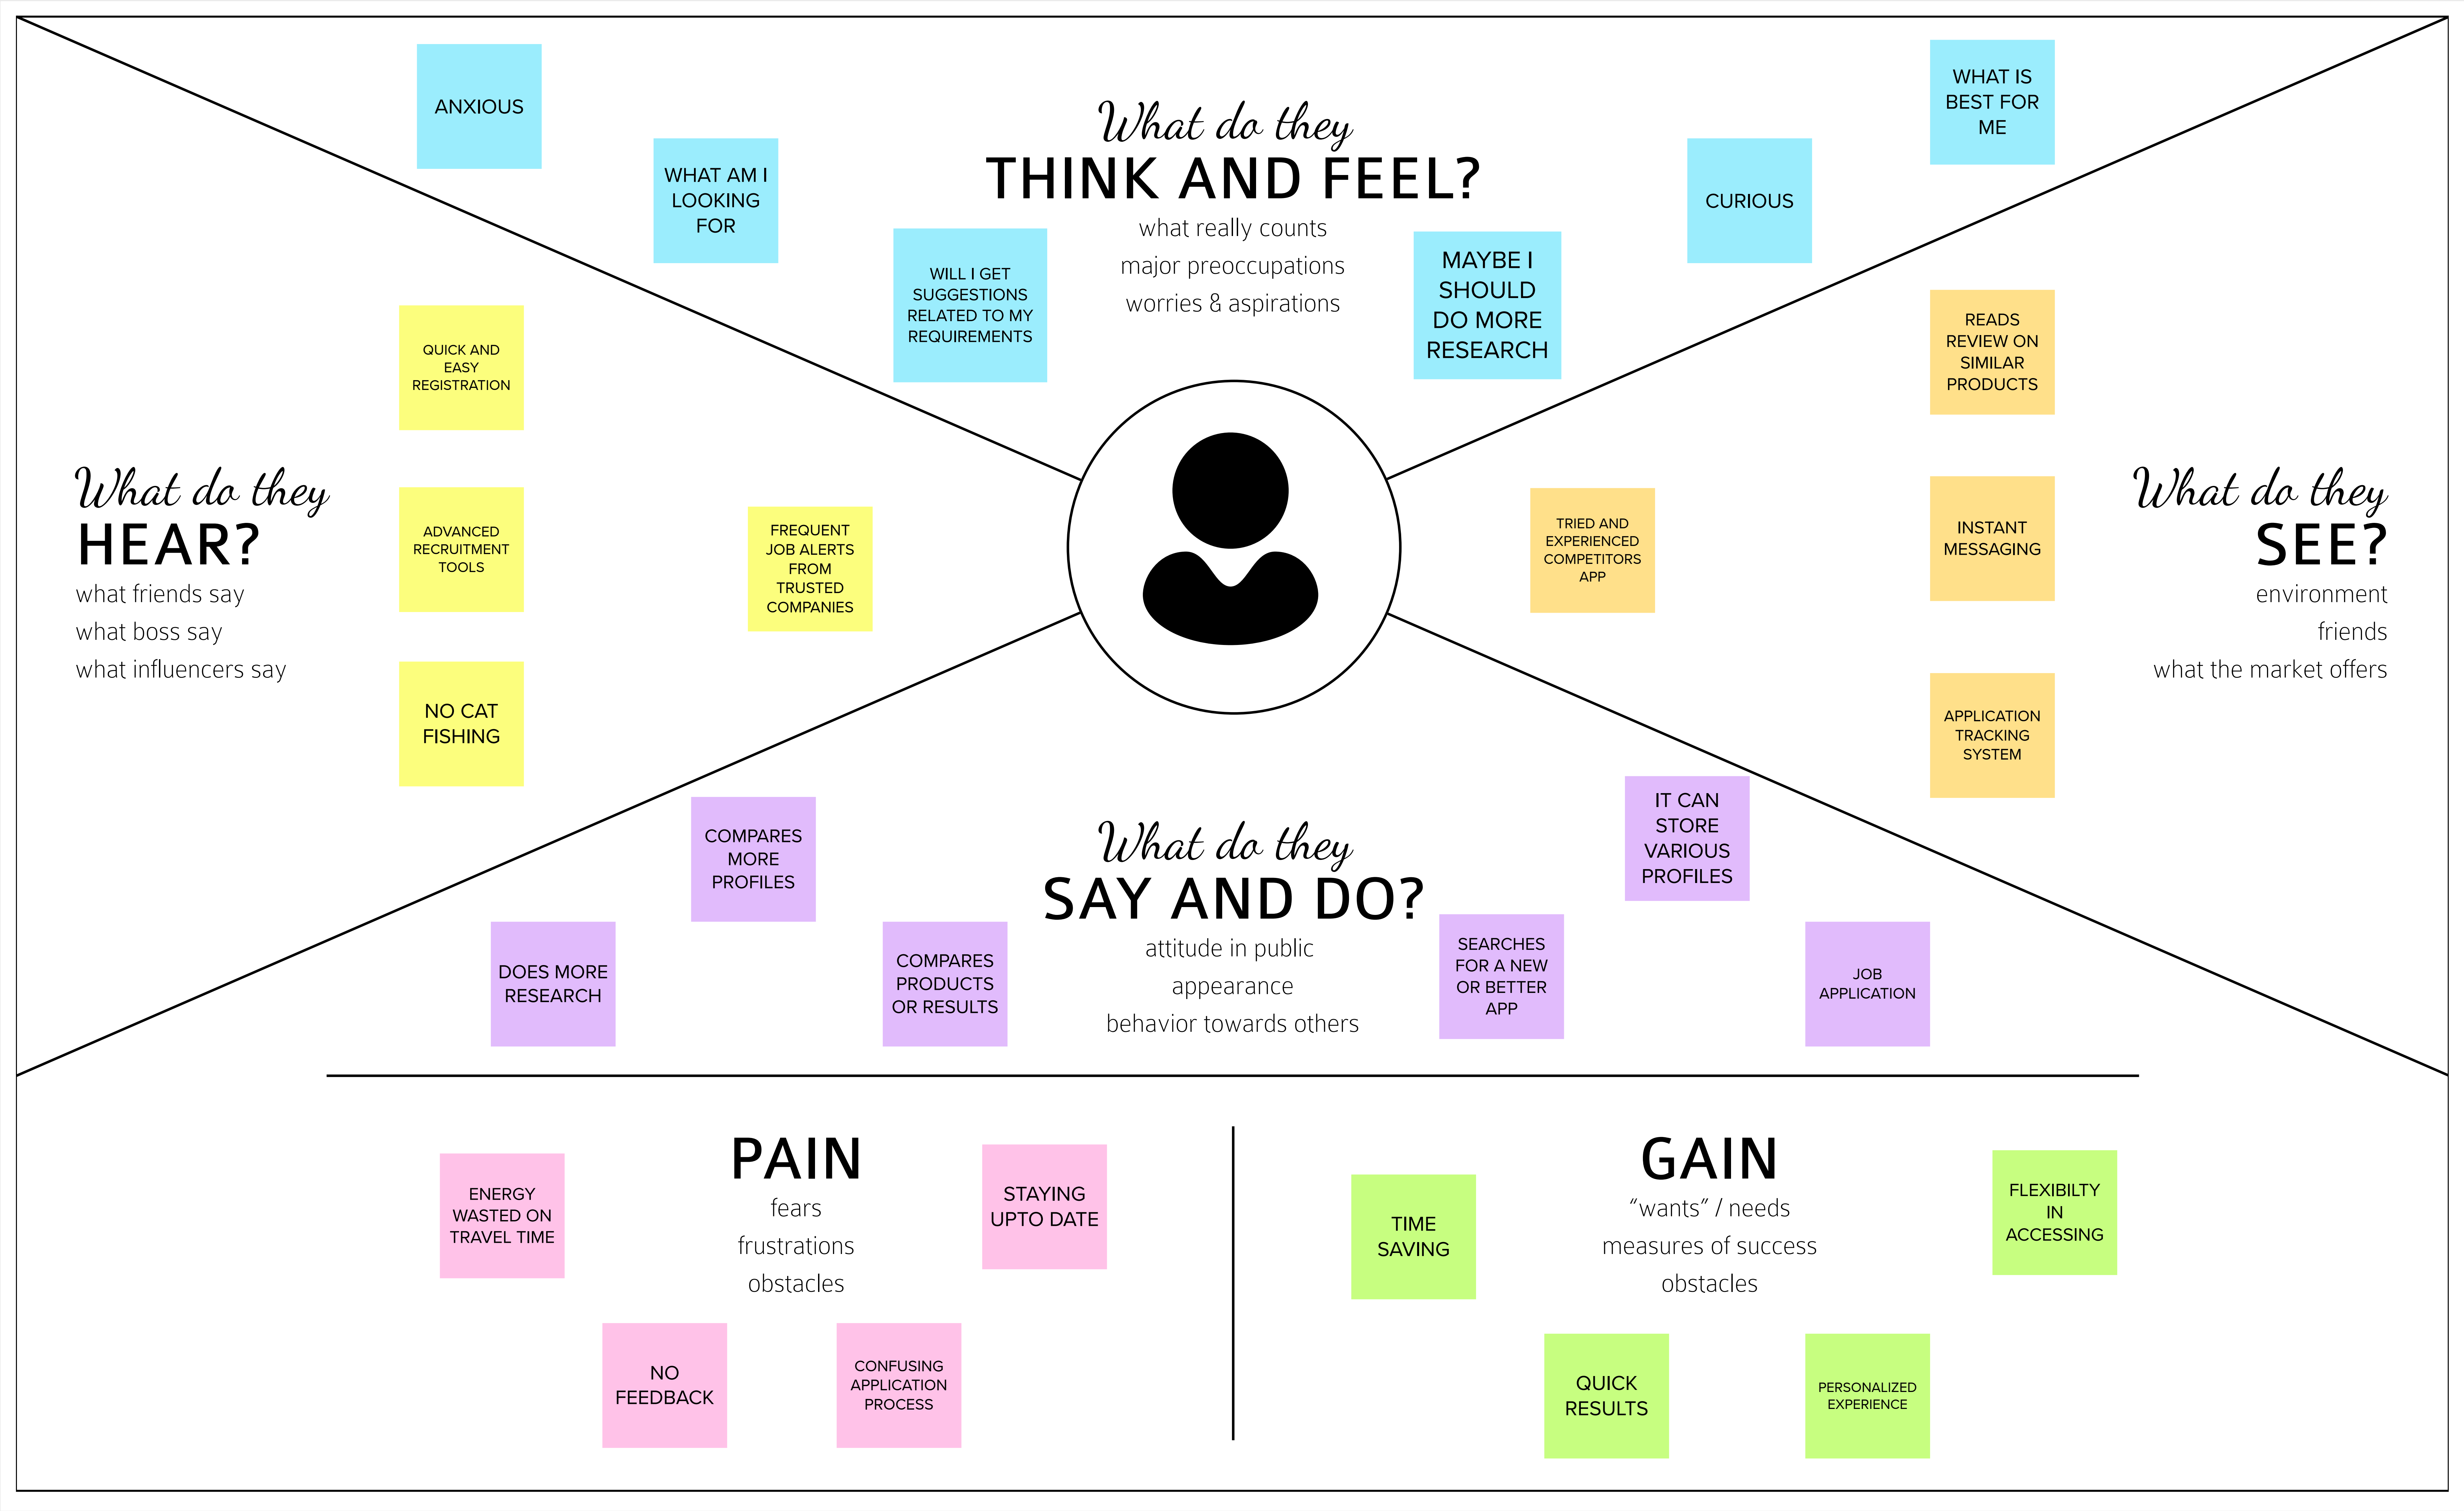 What do they
THINK AND FEEL?
what really counts
major preoccupations
worries & aspirations
ANXIOUS
WHAT AM I
LOOKING
FOR
WILL I GET
SUGGESTIONS
RELATED TO MY
REQUIREMENTS
MAYBE I
SHOULD
DO MORE
RESEARCH
CURIOUS
WHAT IS
BEST FOR
ME
What do they
HEAR?
what friends say
what boss say
what influencers say
QUICK AND
EASY
REGISTRATION
ADVANCED
RECRUITMENT
TOOLS
NO CAT
FISHING
FREQUENT
JOB ALERTS
FROM
TRUSTED
COMPANIES
TRIED AND
EXPERIENCED
COMPETITORS
APP
READS
REVIEW ON
SIMILAR
PRODUCTS
INSTANT
MESSAGING
APPLICATION
TRACKING
SYSTEM
What do they
SEE?
environment
friends
what the market offers
What do they
SAY AND DO?
attitude in public
appearance
behavior towards others
DOES MORE
RESEARCH
COMPARES
MORE
PROFILES
COMPARES
PRODUCTS
OR RESULTS
SEARCHES
FOR A NEW
OR BETTER
APP
IT CAN
STORE
VARIOUS
PROFILES
JOB
APPLICATION
PAIN
fears
frustrations
obstacles
ENERGY
WASTED ON
TRAVEL TIME
NO
FEEDBACK
CONFUSING
APPLICATION
PROCESS
STAYING
UPTO DATE
GAIN
“wants” / needs
measures of success
obstacles
TIME
SAVING
QUICK
RESULTS
PERSONALIZED
EXPERIENCE
FLEXIBILTY
IN
ACCESSING